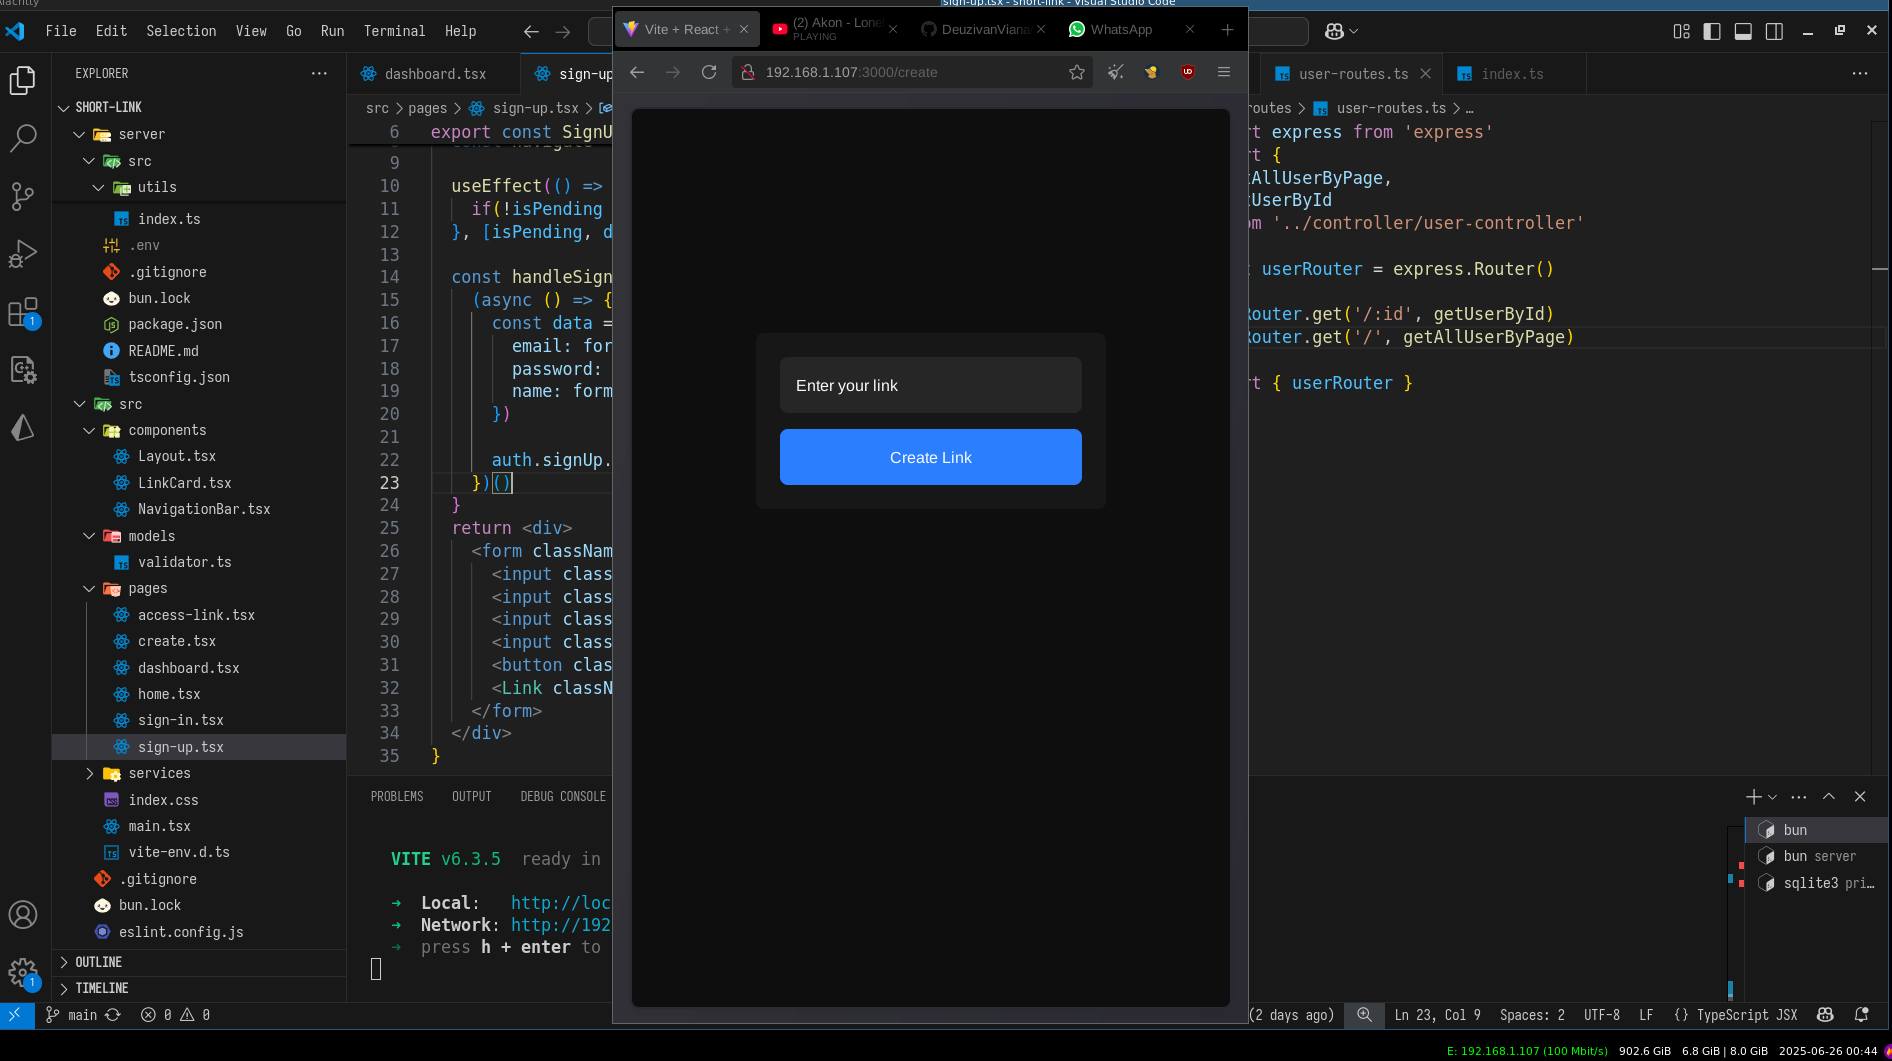 sign-up.tsx - short-link - Visual Studio Code
File Edit Selection View Go Run Terminal Help
Vite + React +
(2) Akon - Lonel
PLAYING
DeuzivanViana
WhatsApp
192.168.1.107:3000/create
EXPLORER
SHORT-LINK
server
src
utils
index.ts
.env
.gitignore
bun.lock
package.json
README.md
tsconfig.json
src
components
Layout.tsx
LinkCard.tsx
NavigationBar.tsx
models
validator.ts
pages
access-link.tsx
create.tsx
dashboard.tsx
home.tsx
sign-in.tsx
sign-up.tsx
services
index.css
main.tsx
vite-env.d.ts
.gitignore
bun.lock
eslint.config.js
OUTLINE
TIMELINE
1
1
dashboard.tsx
sign-up
src > pages > sign-up.tsx >
6 export const SignU
const navigate
9
10 useEffect(() =>
11 if(!isPending
12 }, [isPending, d
13
14 const handleSign
15 (async () => {
16 const data =
17 email: for
18 password:
19 name: form
20 })
21
22 auth.signUp.
23 })()
24 }
25 return <div>
26 <form classNam
27 <input class
28 <input class
29 <input class
30 <input class
31 <button clas
32 <Link classN
33 </form>
34 </div>
35 }
Enter your link
Create Link
user-routes.ts
index.ts
outes > user-routes.ts > …
rt express from 'express'
rt {
tAllUserByPage,
tUserById
om '../controller/user-controller'
t userRouter = express.Router()
Router.get('/:id', getUserById)
Router.get('/', getAllUserByPage)
rt { userRouter }
PROBLEMS OUTPUT DEBUG CONSOLE
VITE v6.3.5 ready in
➜ Local: http://loc
➜ Network: http://192
➜ press h + enter to
bun
bun server
sqlite3 pri…
main
0 0
(2 days ago)
Ln 23, Col 9
Spaces: 2
UTF-8
LF
{} TypeScript JSX
E: 192.168.1.107 (100 Mbit/s) 902.6 GiB 6.8 GiB | 8.0 GiB 2025-06-26 00:44